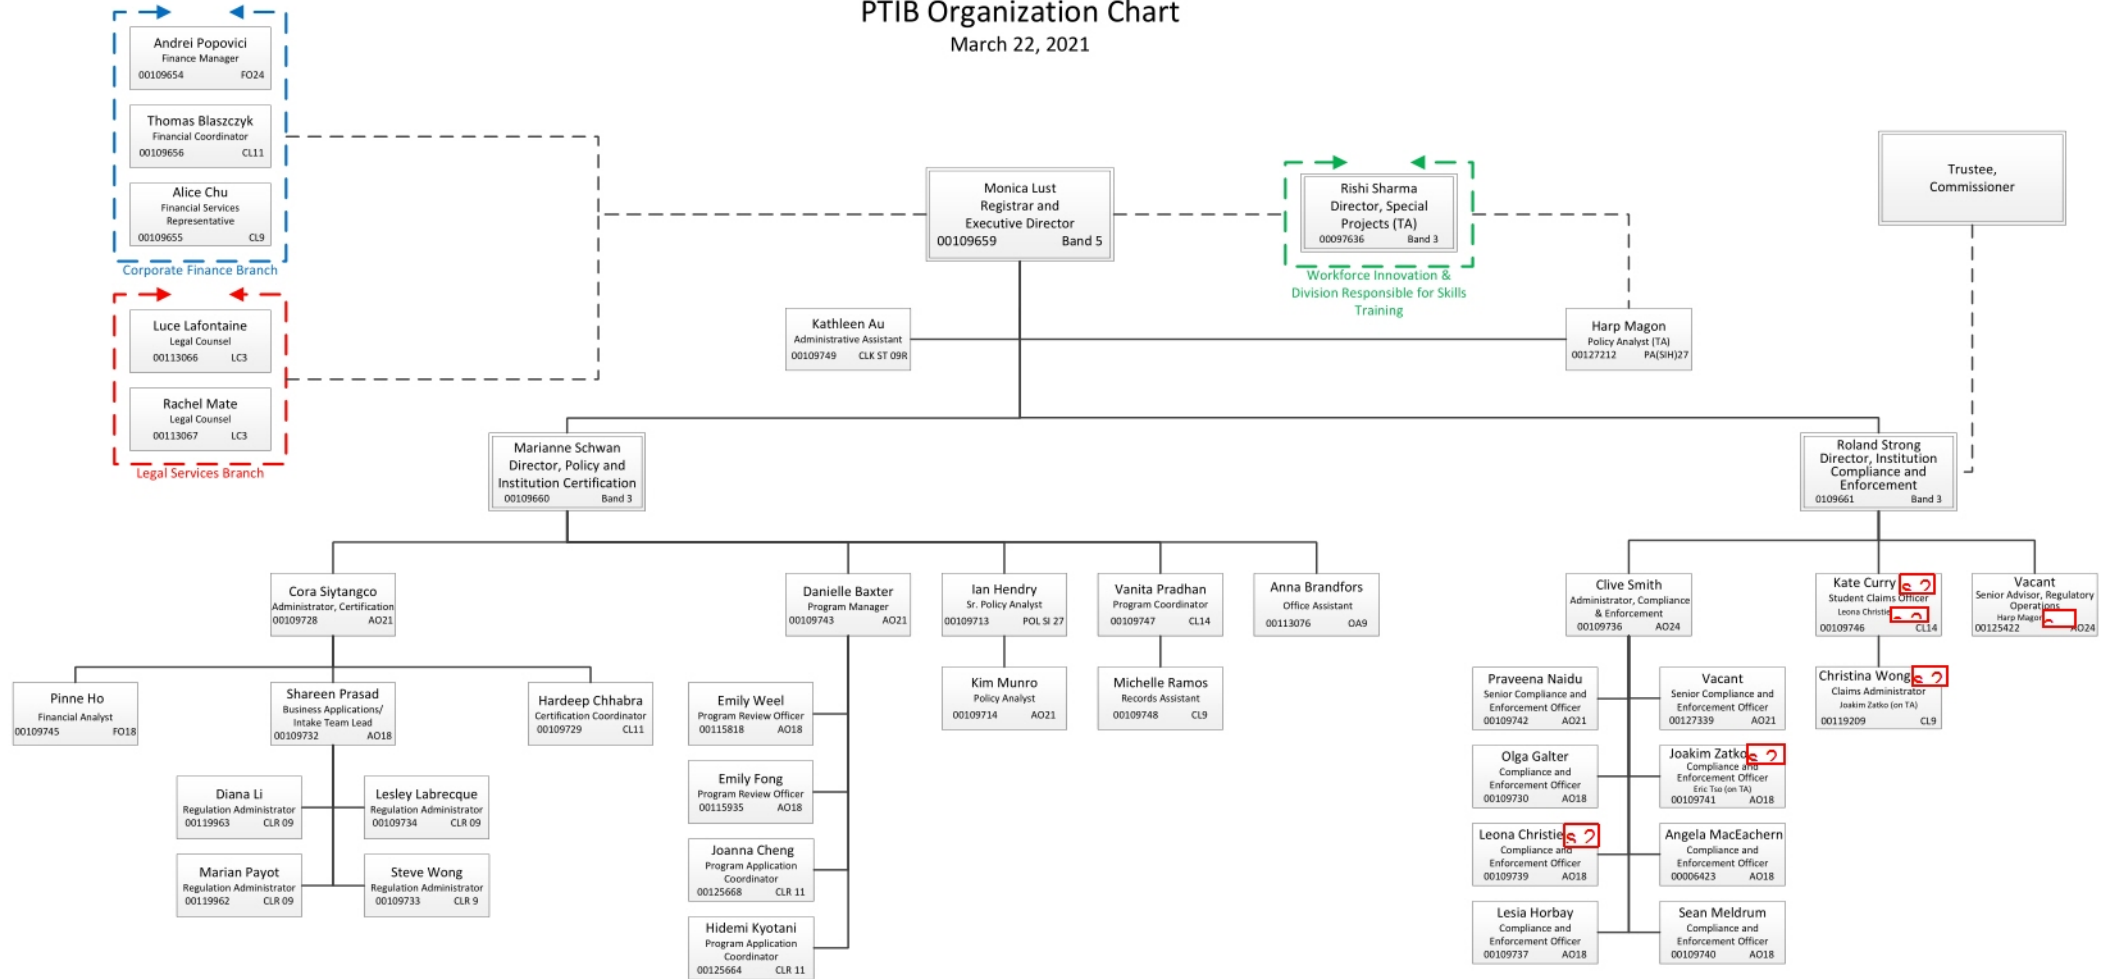 PTIB Organization Chart
March 22, 2021
Andrei Popovici
Finance Manager
00109654 FO24
Thomas Blaszczyk
Financial Coordinator
00109656 CL11
Alice Chu
Financial Services
Representative
00109655 CL9
Corporate Finance Branch
Luce Lafontaine
Legal Counsel
00113066 LC3
Rachel Mate
Legal Counsel
00113067 LC3
Legal Services Branch
Monica Lust
Registrar and
Executive Director
00109659 Band 5
Rishi Sharma
Director, Special
Projects (TA)
00097636 Band 3
Workforce Innovation &
Division Responsible for Skills
Training
Trustee,
Commissioner
Kathleen Au
Administrative Assistant
00109749 CLK ST 09R
Harp Magon
Policy Analyst (TA)
00127212 PA(SIH)27
Marianne Schwan
Director, Policy and
Institution Certification
00109660 Band 3
Roland Strong
Director, Institution
Compliance and
Enforcement
0109661 Band 3
Cora Siytangco
Administrator, Certification
00109728 AO21
Danielle Baxter
Program Manager
00109743 AO21
Ian Hendry
Sr. Policy Analyst
00109713 POL SI 27
Vanita Pradhan
Program Coordinator
00109747 CL14
Anna Brandfors
Office Assistant
00113076 OA9
Clive Smith
Administrator, Compliance
& Enforcement
00109736 AO24
Kate Curry
Student Claims Officer
Leona Christie
00109746 CL14
Vacant
Senior Advisor, Regulatory
Operations
Harp Magon
00125422 AO24
Pinne Ho
Financial Analyst
00109745 FO18
Shareen Prasad
Business Applications/
Intake Team Lead
00109732 AO18
Hardeep Chhabra
Certification Coordinator
00109729 CL11
Emily Weel
Program Review Officer
00115818 AO18
Kim Munro
Policy Analyst
00109714 AO21
Michelle Ramos
Records Assistant
00109748 CL9
Praveena Naidu
Senior Compliance and
Enforcement Officer
00109742 AO21
Vacant
Senior Compliance and
Enforcement Officer
00127339 AO21
Christina Wong
Claims Administrator
Joakim Zatko (on TA)
00119209 CL9
Diana Li
Regulation Administrator
00119963 CLR 09
Lesley Labrecque
Regulation Administrator
00109734 CLR 09
Emily Fong
Program Review Officer
00115935 AO18
Olga Galter
Compliance and
Enforcement Officer
00109730 AO18
Joakim Zatko
Compliance and
Enforcement Officer
Eric Tso (on TA)
00109741 AO18
Marian Payot
Regulation Administrator
00119962 CLR 09
Steve Wong
Regulation Administrator
00109733 CLR 9
Joanna Cheng
Program Application
Coordinator
00125668 CLR 11
Leona Christie
Compliance and
Enforcement Officer
00109739 AO18
Angela MacEachern
Compliance and
Enforcement Officer
00006423 AO18
Hidemi Kyotani
Program Application
Coordinator
00125664 CLR 11
Lesia Horbay
Compliance and
Enforcement Officer
00109737 AO18
Sean Meldrum
Compliance and
Enforcement Officer
00109740 AO18